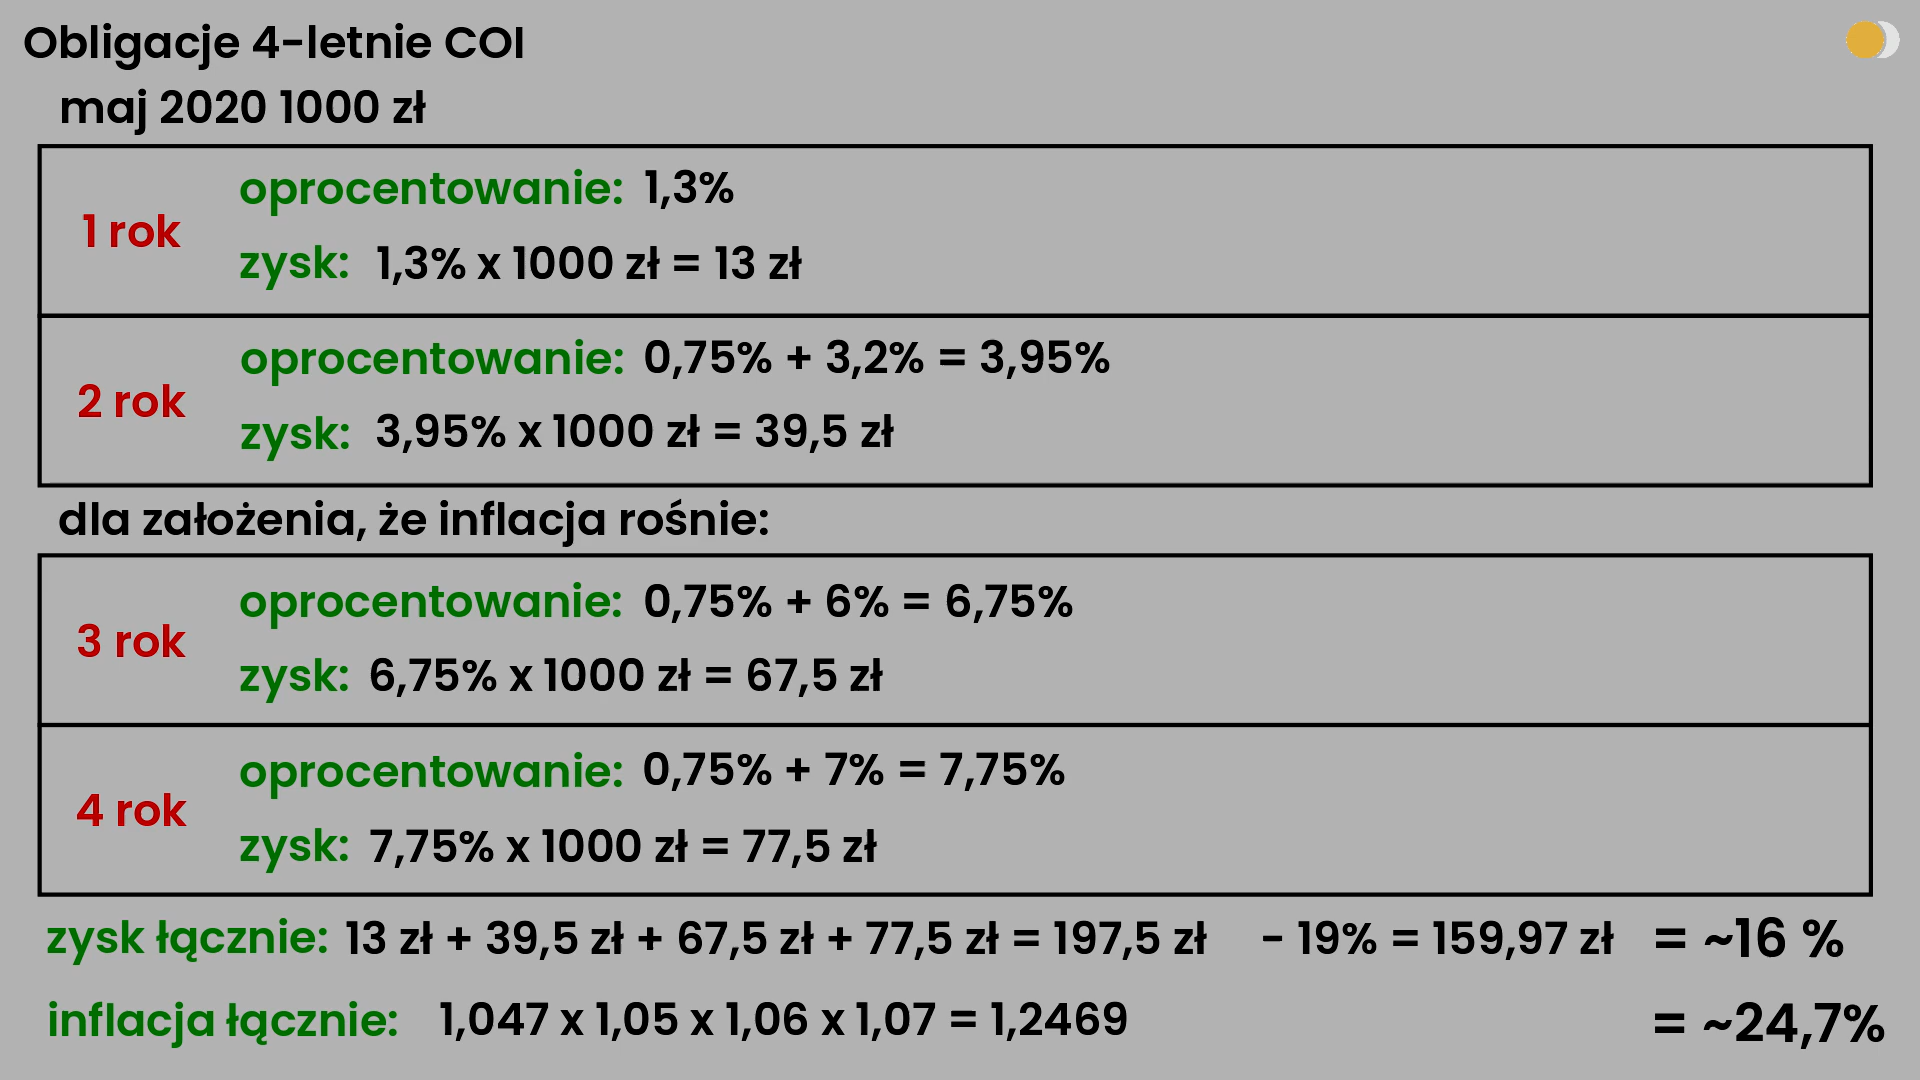 Obligacje 4-letnie COI
maj 2020 1000 zł
1 rok
oprocentowanie: 1,3%
zysk: 1,3% x 1000 zł = 13 zł
2 rok
oprocentowanie: 0,75% + 3,2% = 3,95%
zysk: 3,95% x 1000 zł = 39,5 zł
dla założenia, że inflacja rośnie:
3 rok
oprocentowanie: 0,75% + 6% = 6,75%
zysk: 6,75% x 1000 zł = 67,5 zł
4 rok
oprocentowanie: 0,75% + 7% = 7,75%
zysk: 7,75% x 1000 zł = 77,5 zł
zysk łącznie: 13 zł + 39,5 zł + 67,5 zł + 77,5 zł = 197,5 zł - 19% = 159,97 zł = ~16 %
inflacja łącznie: 1,047 x 1,05 x 1,06 x 1,07 = 1,2469 = ~24,7%